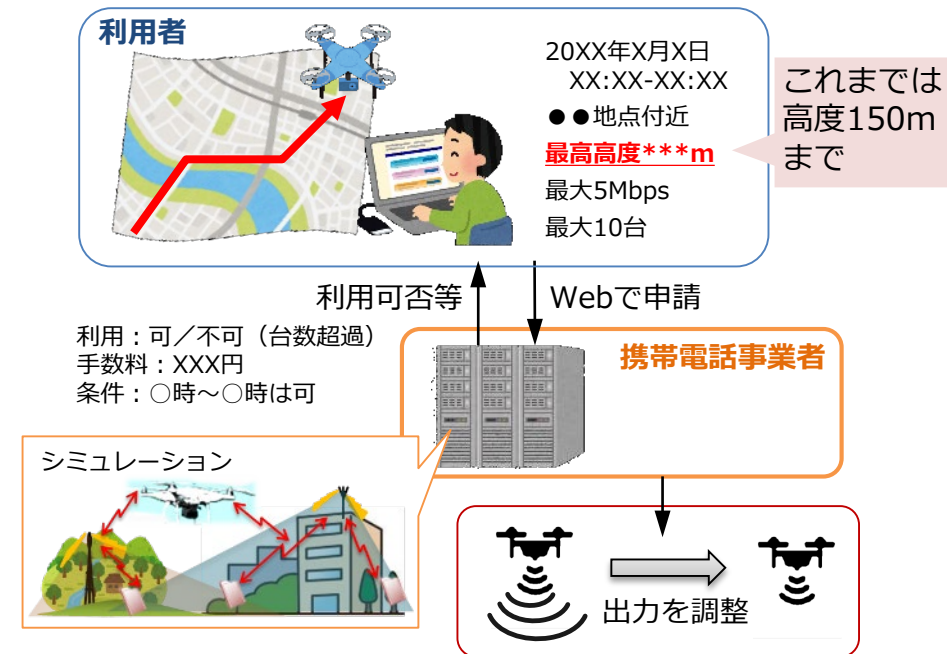 利用者
20XX年X月X日
XX:XX-XX:XX
●●地点付近
最高高度***m
最大5Mbps
最大10台
これまでは
高度150m
まで
利用可否等
Webで申請
利用：可／不可（台数超過）
手数料：XXX円
条件：○時～○時は可
携帯電話事業者
シミュレーション
出力を調整